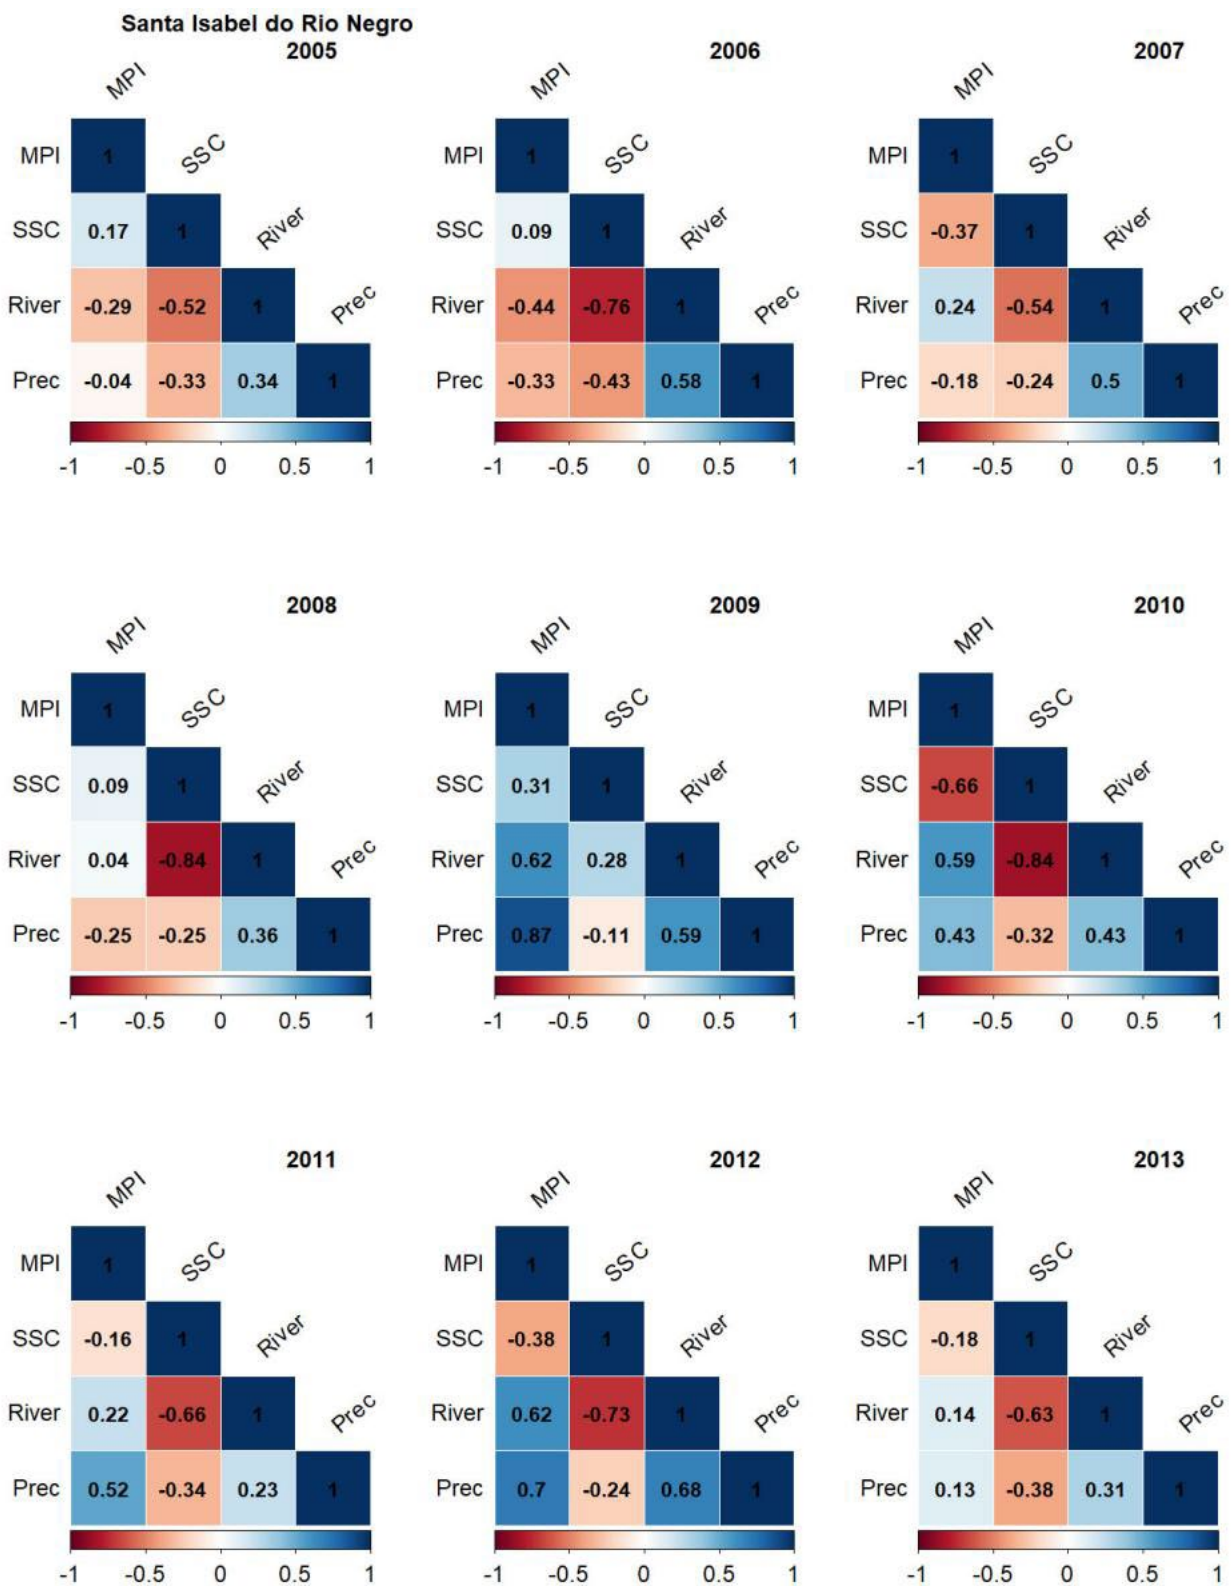 Santa Isabel do Rio Negro
2005
MPI
MPI 1 SSC
SSC 0.17 1 River
River -0.29 -0.52 1 Prec
Prec -0.04 -0.33 0.34 1
-1 -0.5 0 0.5 1
2006
MPI
MPI 1 SSC
SSC 0.09 1 River
River -0.44 -0.76 1 Prec
Prec -0.33 -0.43 0.58 1
-1 -0.5 0 0.5 1
2007
MPI
MPI 1 SSC
SSC -0.37 1 River
River 0.24 -0.54 1 Prec
Prec -0.18 -0.24 0.5 1
-1 -0.5 0 0.5 1
2008
MPI
MPI 1 SSC
SSC 0.09 1 River
River 0.04 -0.84 1 Prec
Prec -0.25 -0.25 0.36 1
-1 -0.5 0 0.5 1
2009
MPI
MPI 1 SSC
SSC 0.31 1 River
River 0.62 0.28 1 Prec
Prec 0.87 -0.11 0.59 1
-1 -0.5 0 0.5 1
2010
MPI
MPI 1 SSC
SSC -0.66 1 River
River 0.59 -0.84 1 Prec
Prec 0.43 -0.32 0.43 1
-1 -0.5 0 0.5 1
2011
MPI
MPI 1 SSC
SSC -0.16 1 River
River 0.22 -0.66 1 Prec
Prec 0.52 -0.34 0.23 1
-1 -0.5 0 0.5 1
2012
MPI
MPI 1 SSC
SSC -0.38 1 River
River 0.62 -0.73 1 Prec
Prec 0.7 -0.24 0.68 1
-1 -0.5 0 0.5 1
2013
MPI
MPI 1 SSC
SSC -0.18 1 River
River 0.14 -0.63 1 Prec
Prec 0.13 -0.38 0.31 1
-1 -0.5 0 0.5 1